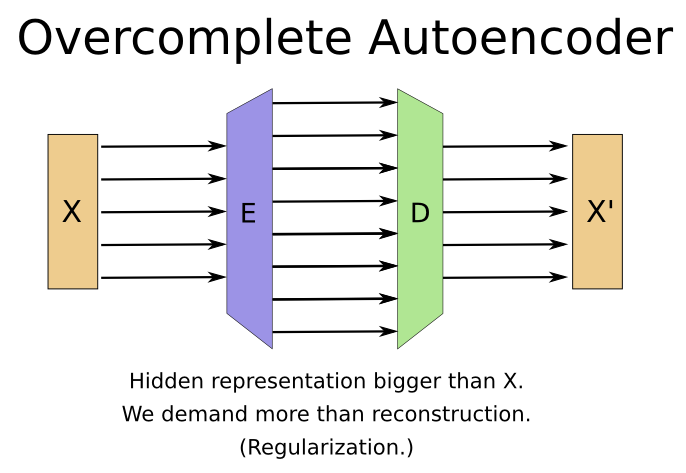 Overcomplete Autoencoder
X
E
D
X'
Hidden representation bigger than X.
We demand more than reconstruction.
(Regularization.)